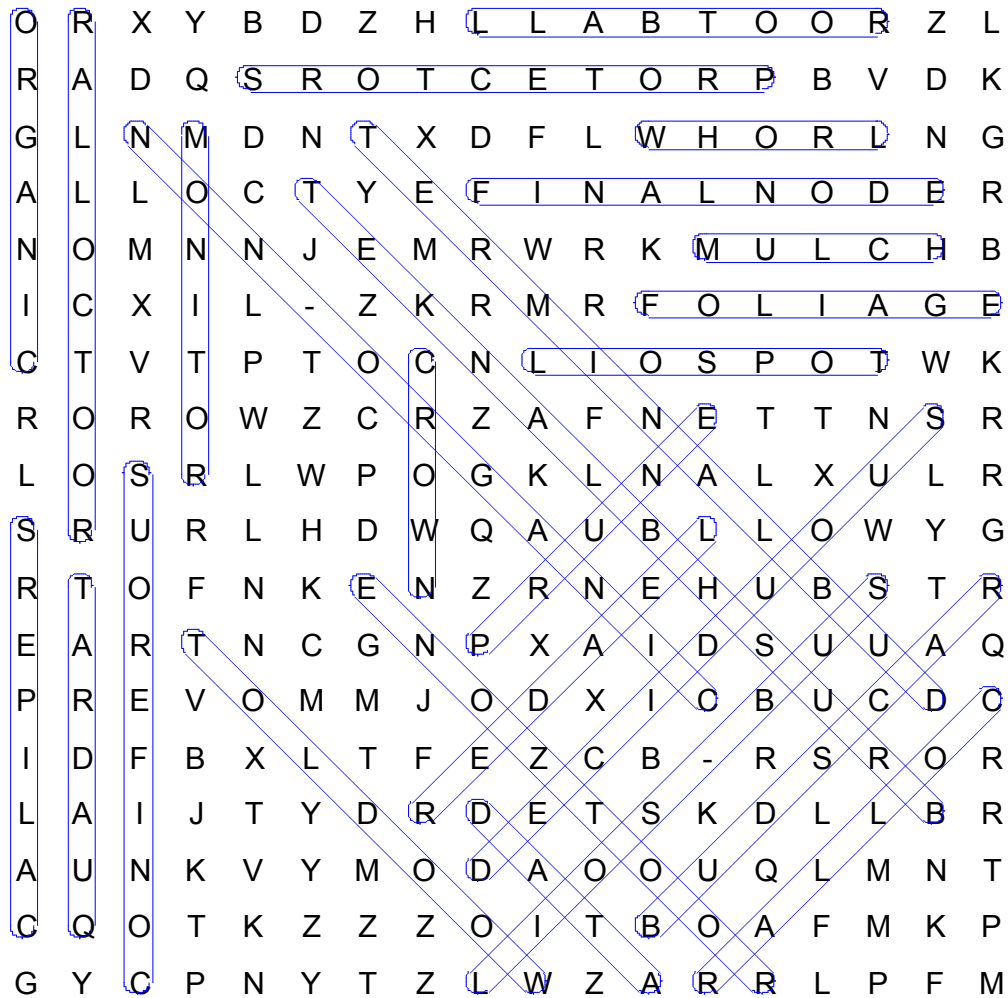 O R X Y B D Z H L L A B T O O R Z L
R A D Q S R O T C E T O R P B V D K
G L N M D N T X D F L W H O R L N G
A L L O C T Y E F I N A L N O D E R
N O M N N J E M R W R K M U L C H B
I C X I L - Z K R M R F O L I A G E
C T V T P T O C N L I O S P O T W K
R O R O W Z C R Z A F N E T T N S R
L O S R L W P O G K L N A L X U L R
S R U R L H D W Q A U B L L O W Y G
R T O F N K E N Z R N E H U B S T R
E A R T N C G N P X A I D S U U A Q
P R E V O M M J O D X I C B U C D C
I D F B X L T F E Z C B - R S R O R
L A I J T Y D R D E T S K D L L B R
A U N K V Y M O D A O O U Q L M N T
C Q O T K Z Z Z O I T B O A F M K P
G Y C P N Y T Z L W Z A R R L P F M